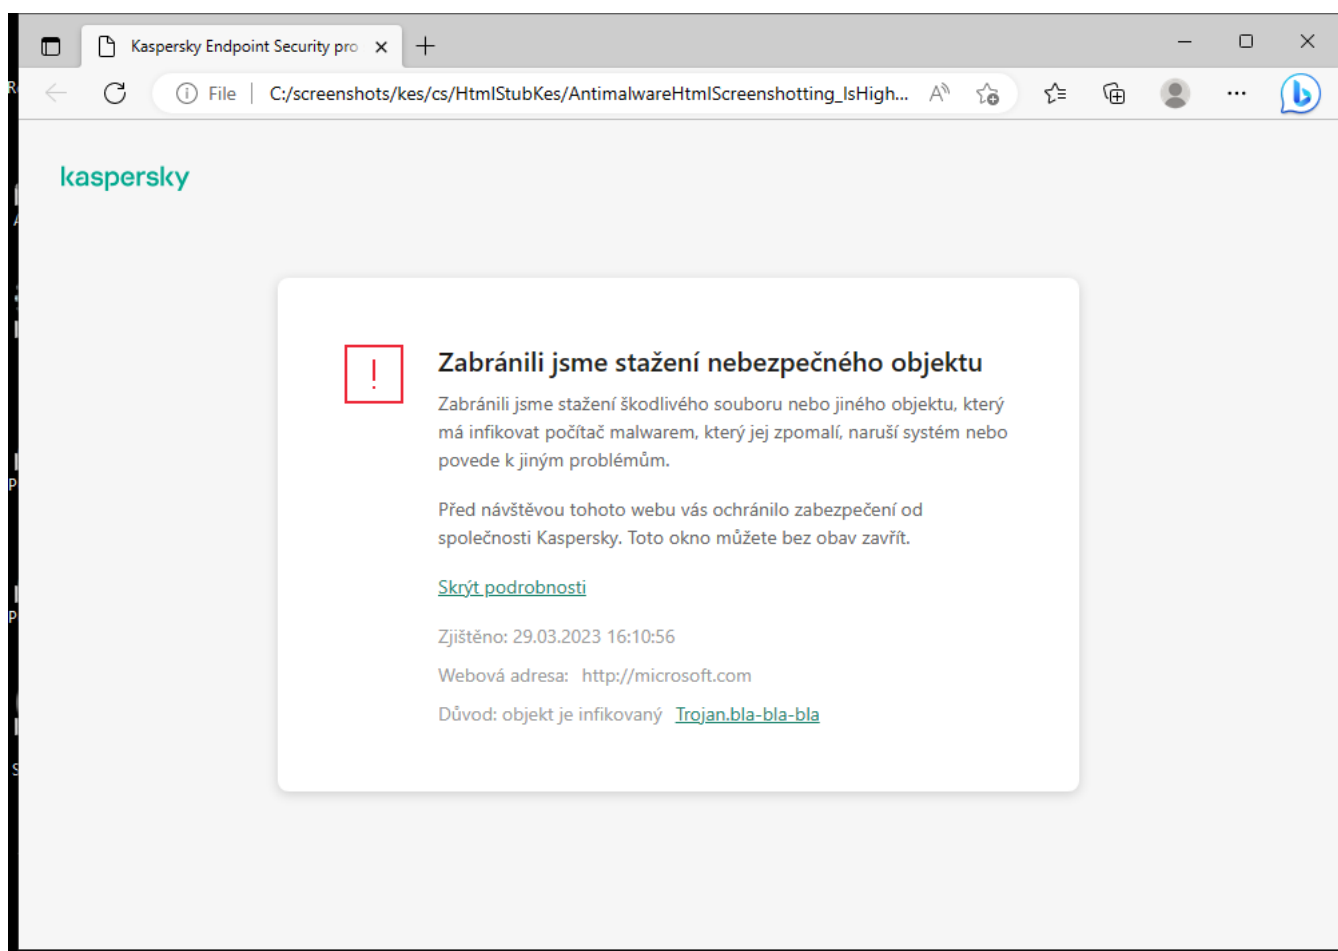 Kaspersky Endpoint Security pro
File
C:/screenshots/kes/cs/HtmlStubKes/AntimalwareHtmlScreenshotting_IsHigh...
kaspersky
Zabránili jsme stažení nebezpečného objektu
Zabránili jsme stažení škodlivého souboru nebo jiného objektu, který
má infikovat počítač malwarem, který jej zpomalí, naruší systém nebo
povede k jiným problémům.
Před návštěvou tohoto webu vás ochránilo zabezpečení od
společnosti Kaspersky. Toto okno můžete bez obav zavřít.
Skrýt podrobnosti
Zjištěno: 29.03.2023 16:10:56
Webová adresa: http://microsoft.com
Důvod: objekt je infikovaný Trojan.bla-bla-bla